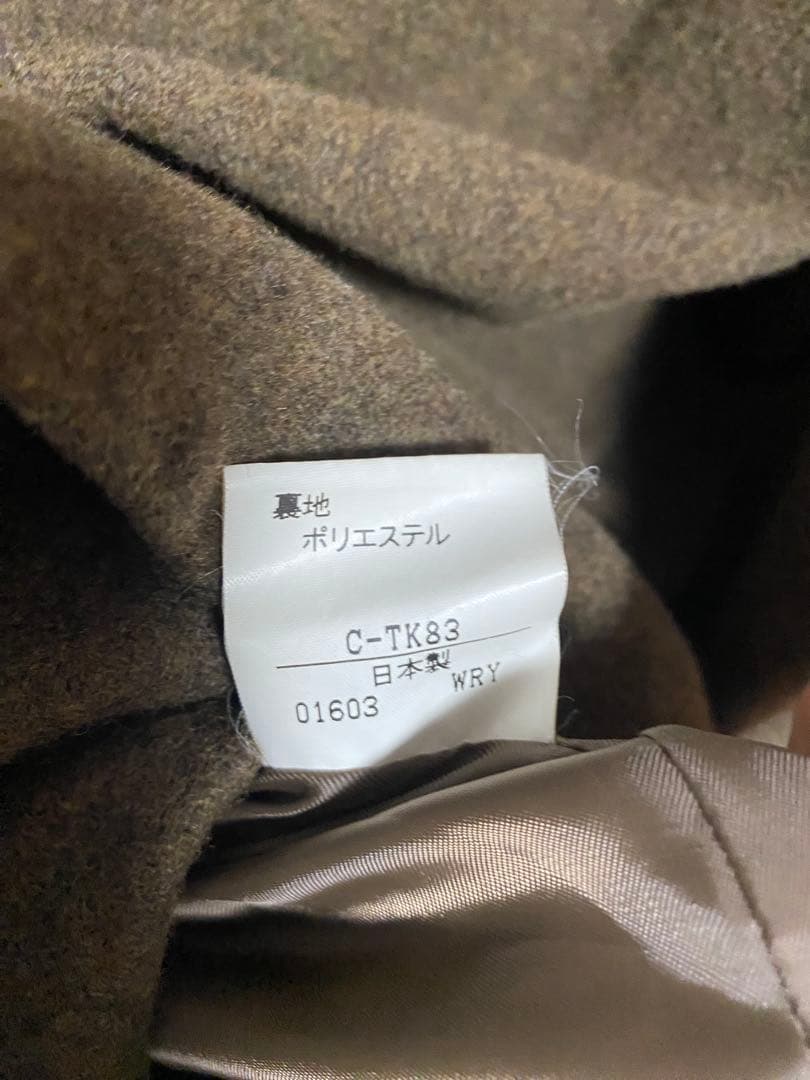 裏地
ポリエステル
C-TK83
日本製
WRY
01603